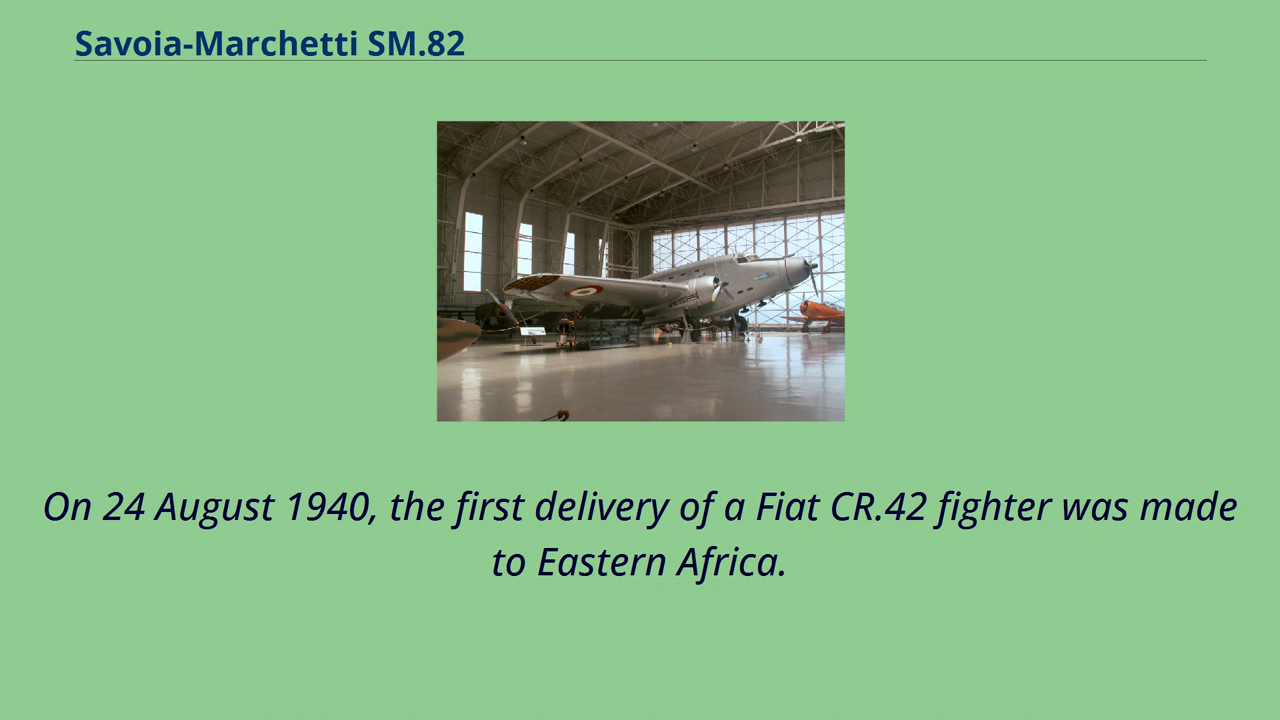 Savoia-Marchetti SM.82
On 24 August 1940, the first delivery of a Fiat CR.42 fighter was made
to Eastern Africa.